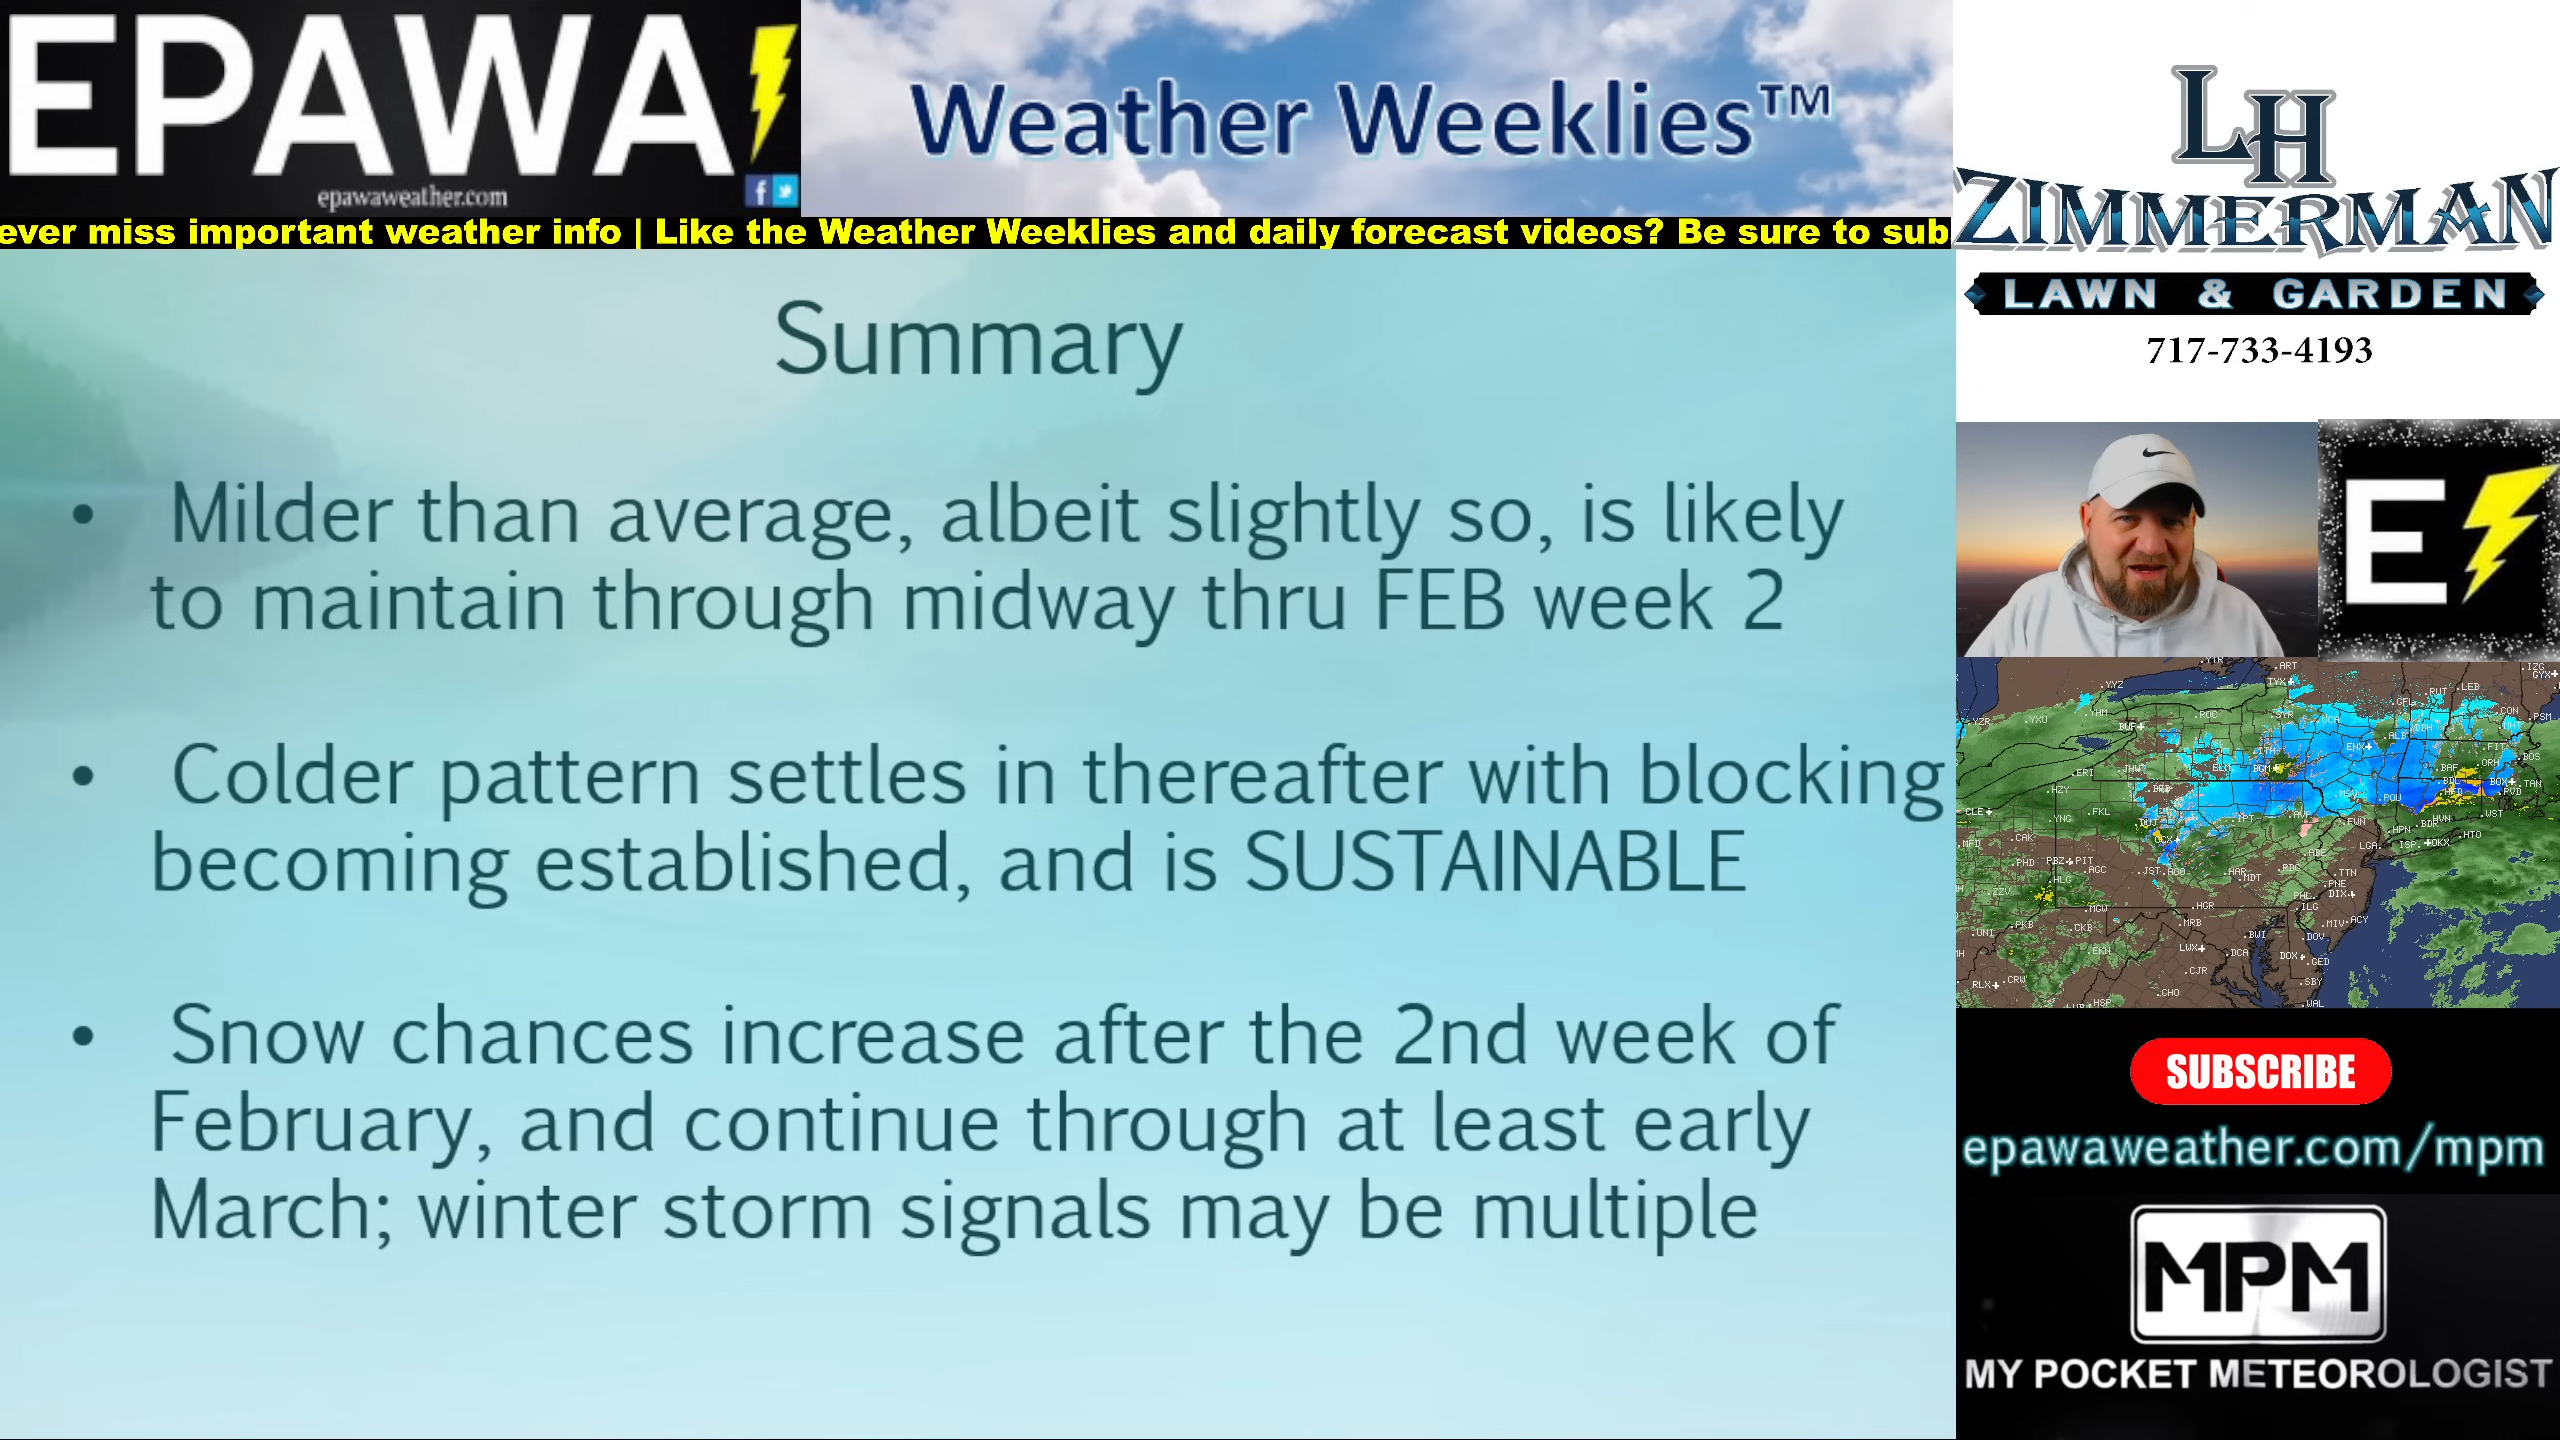 EPAWA
epawaweather.com
Weather Weeklies™
ever miss important weather info | Like the Weather Weeklies and daily forecast videos? Be sure to sub
LH
ZIMMERMAN
LAWN & GARDEN
717-733-4193
Summary
• Milder than average, albeit slightly so, is likely
to maintain through midway thru FEB week 2
• Colder pattern settles in thereafter with blocking
becoming established, and is SUSTAINABLE
• Snow chances increase after the 2nd week of
February, and continue through at least early
March; winter storm signals may be multiple
E
SUBSCRIBE
epawaweather.com/mpm
MPM
MY POCKET METEOROLOGIST